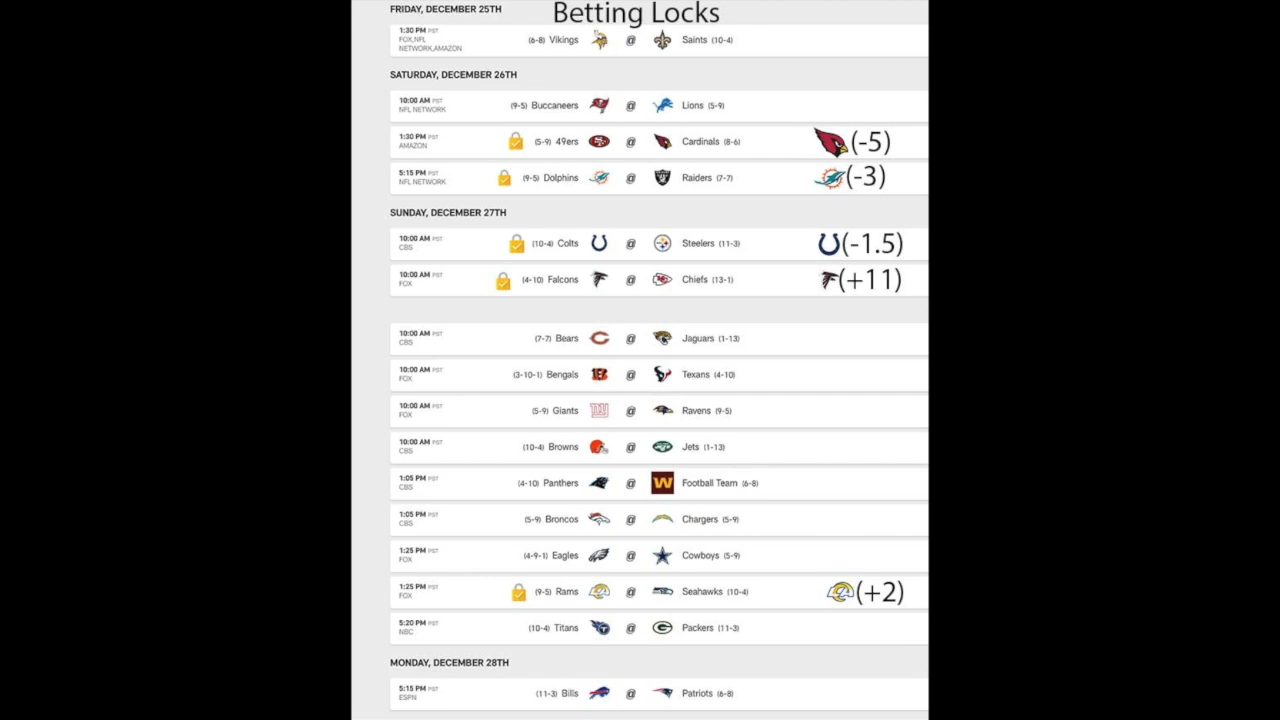 Betting Locks
FRIDAY, DECEMBER 25TH
1:30 PM PST
FOX,NFL
NETWORK,AMAZON
(6-8) Vikings @ Saints (10-4)
SATURDAY, DECEMBER 26TH
10:00 AM PST
NFL NETWORK
(9-5) Buccaneers @ Lions (5-9)
1:30 PM PST
AMAZON
(5-9) 49ers @ Cardinals (8-6) (-5)
5:15 PM PST
NFL NETWORK
(9-5) Dolphins @ Raiders (7-7) (-3)
SUNDAY, DECEMBER 27TH
10:00 AM PST
CBS
(10-4) Colts @ Steelers (11-3) (-1.5)
10:00 AM PST
FOX
(4-10) Falcons @ Chiefs (13-1) (+11)
10:00 AM PST
CBS
(7-7) Bears @ Jaguars (1-13)
10:00 AM PST
FOX
(3-10-1) Bengals @ Texans (4-10)
10:00 AM PST
FOX
(5-9) Giants @ Ravens (9-5)
10:00 AM PST
CBS
(10-4) Browns @ Jets (1-13)
1:05 PM PST
CBS
(4-10) Panthers @ Football Team (6-8)
1:05 PM PST
CBS
(5-9) Broncos @ Chargers (5-9)
1:25 PM PST
FOX
(4-9-1) Eagles @ Cowboys (5-9)
1:25 PM PST
FOX
(9-5) Rams @ Seahawks (10-4) (+2)
5:20 PM PST
NBC
(10-4) Titans @ Packers (11-3)
MONDAY, DECEMBER 28TH
5:15 PM PST
ESPN
(11-3) Bills @ Patriots (6-8)